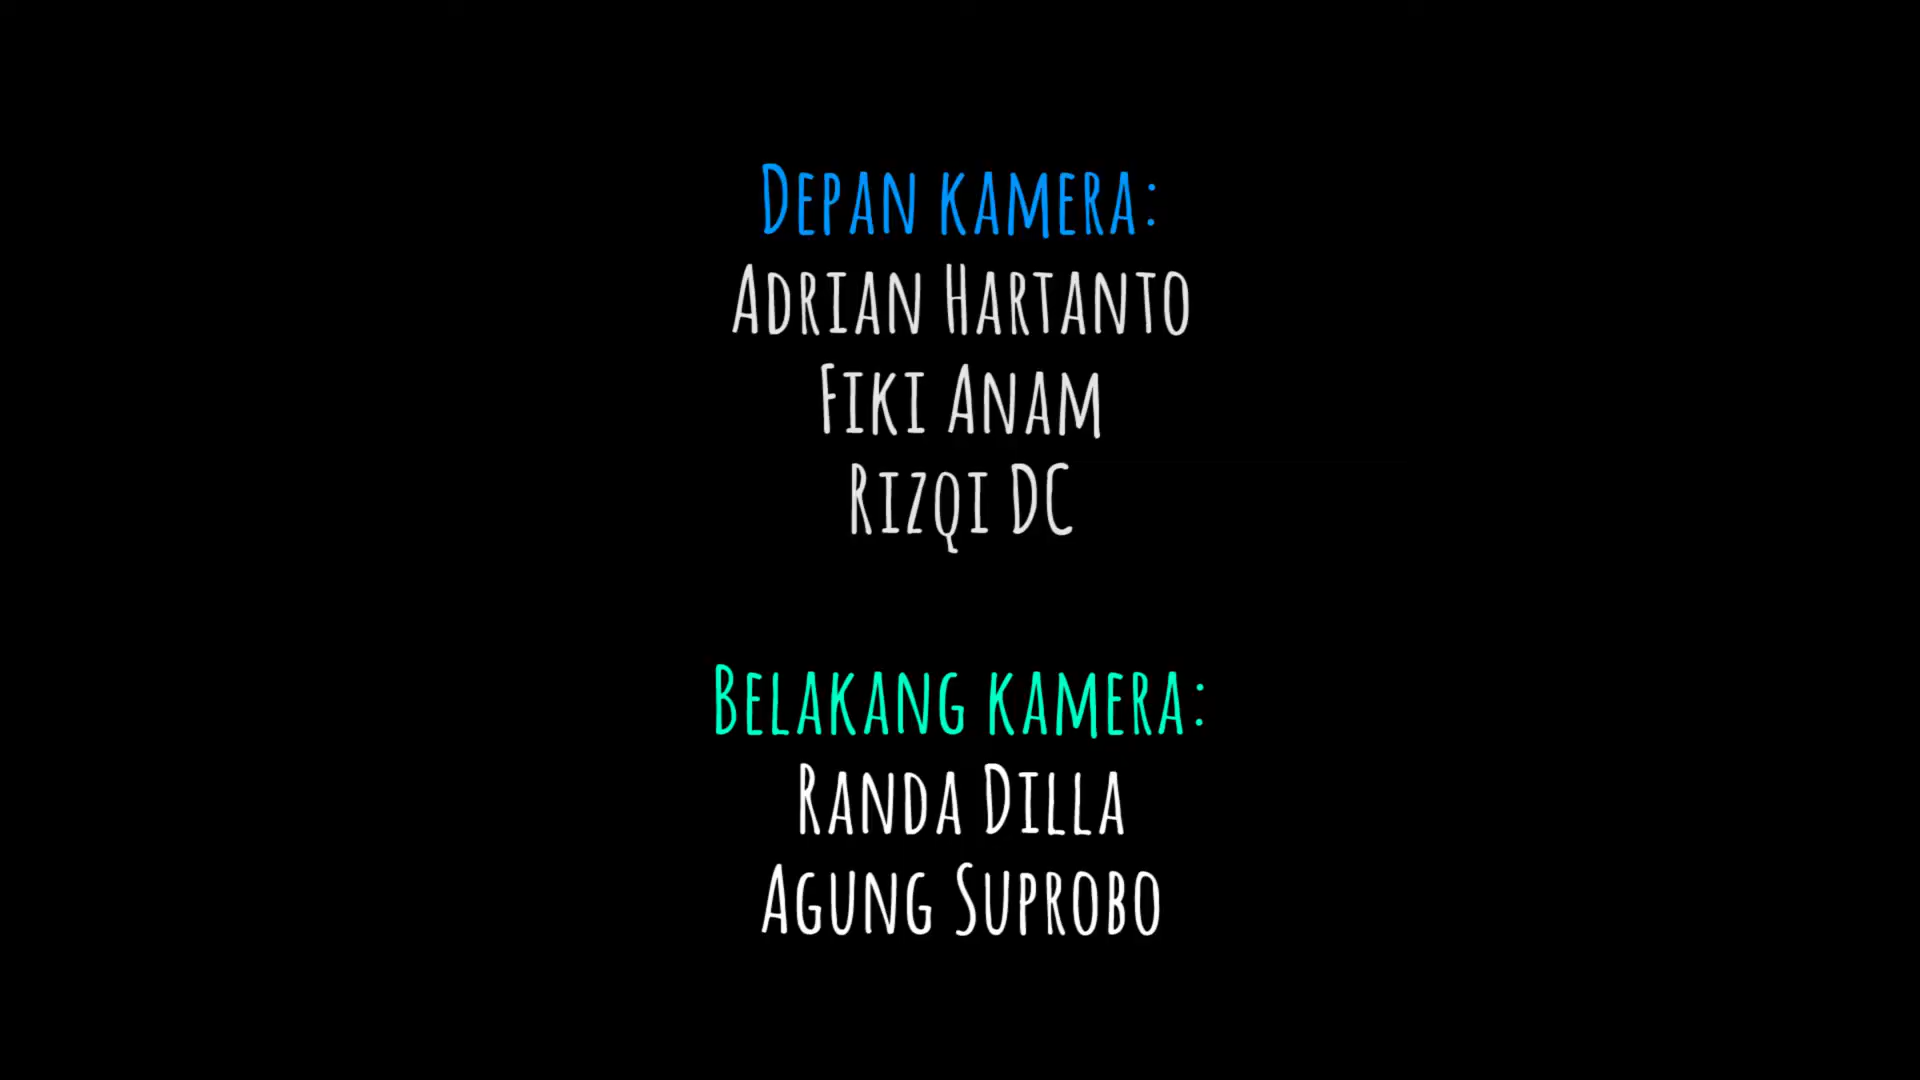 Depan kamera:
Adrian Hartanto
Fiki Anam
Rizqi DC
Belakang kamera:
Randa Dilla
Agung Suprobo